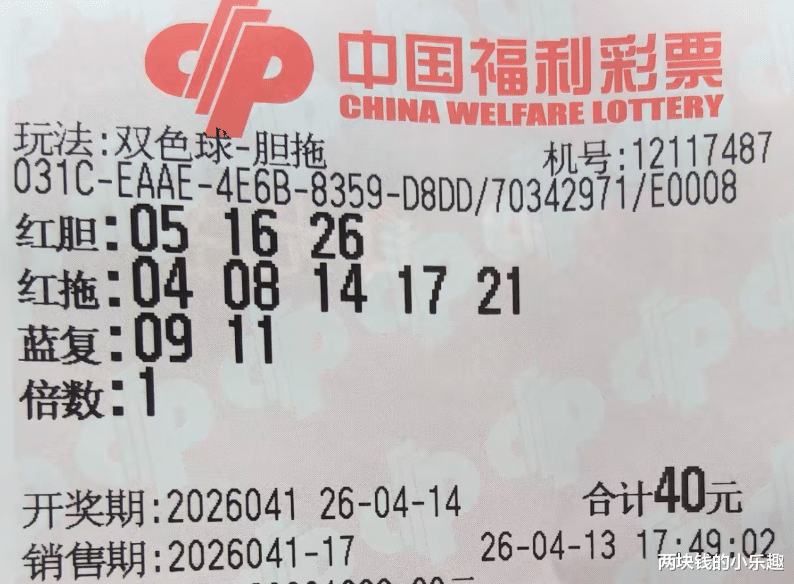 中国福利彩票
CHINA WELFARE LOTTERY
玩法:双色球-胆拖 机号:12117487
031C-EAAE-4E6B-8359-D8DD/70342971/E0008
红胆:05 16 26
红拖:04 08 14 17 21
蓝复:09 11
倍数:1
开奖期:2026041 26-04-14 合计40元
销售期:2026041-17 26-04-13 17:49:02
两块钱的小乐趣